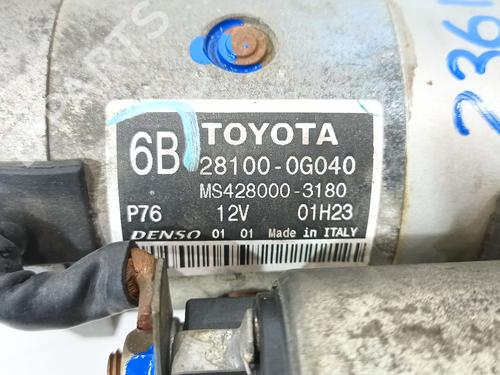 6B TOYOTA
28100-0G040
MS428000-3180
P76 12V 01H23
DENSO 01 01 Made in ITALY